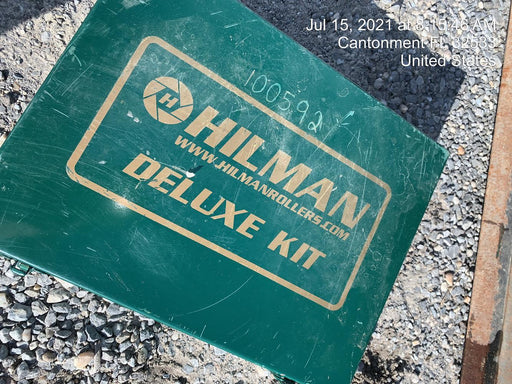 Jul 15, 2021 at
AM
Cantonment FL
United States
100592
H
HILMAN
WWW.HILMANROLLERS.COM
DELUXE KIT